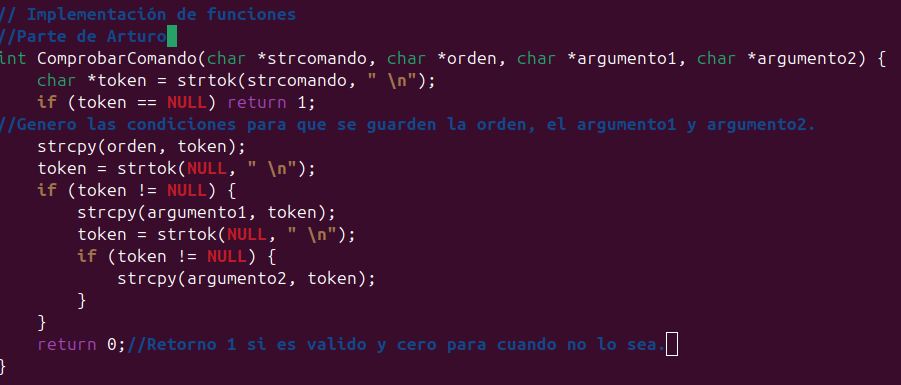 // Implementación de funciones
//Parte de Arturo
int ComprobarComando(char *strcomando, char *orden, char *argumento1, char *argumento2) {
    char *token = strtok(strcomando, " \n");
    if (token == NULL) return 1;
//Genero las condiciones para que se guarden la orden, el argumento1 y argumento2.
    strcpy(orden, token);
    token = strtok(NULL, " \n");
    if (token != NULL) {
        strcpy(argumento1, token);
        token = strtok(NULL, " \n");
        if (token != NULL) {
            strcpy(argumento2, token);
        }
    }
    return 0;//Retorno 1 si es valido y cero para cuando no lo sea.
}